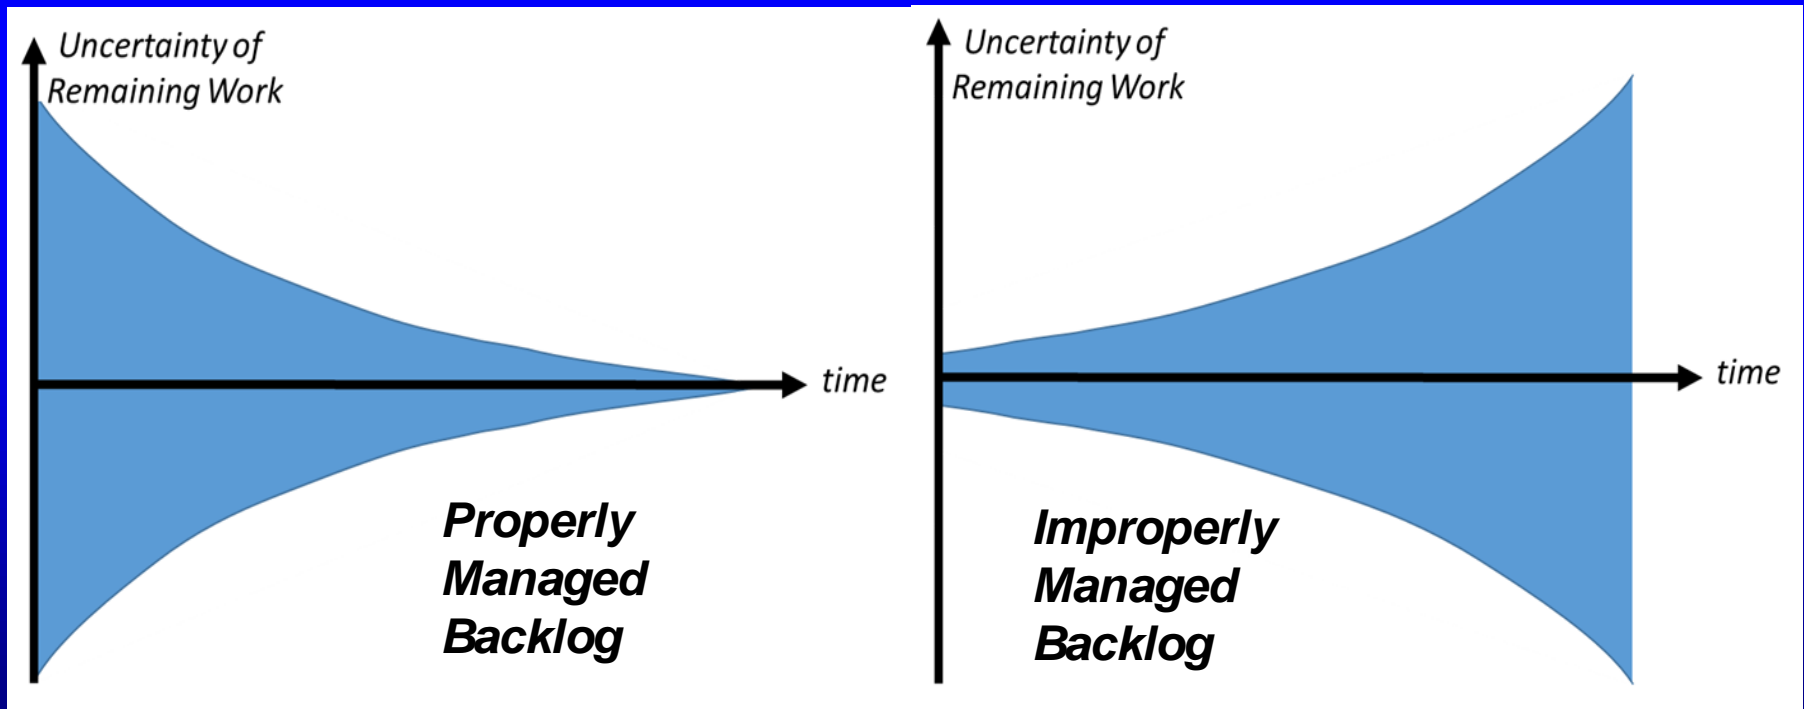 Uncertainty of
Remaining Work
time
Properly
Managed
Backlog
Uncertainty of
Remaining Work
time
Improperly
Managed
Backlog